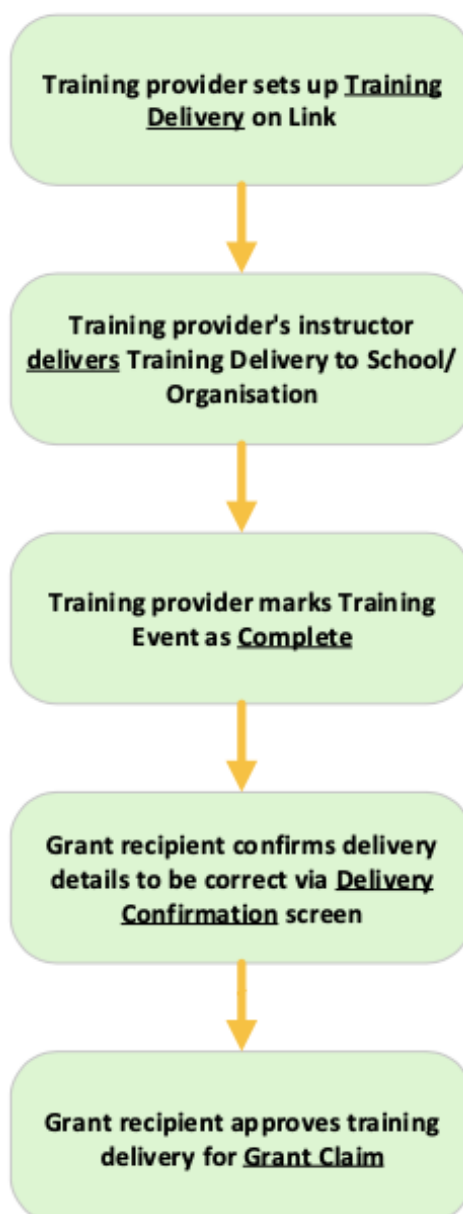 Training provider sets up Training
Delivery on Link
Training provider's instructor
delivers Training Delivery to School/
Organisation
Training provider marks Training
Event as Complete
Grant recipient confirms delivery
details to be correct via Delivery
Confirmation screen
Grant recipient approves training
delivery for Grant Claim